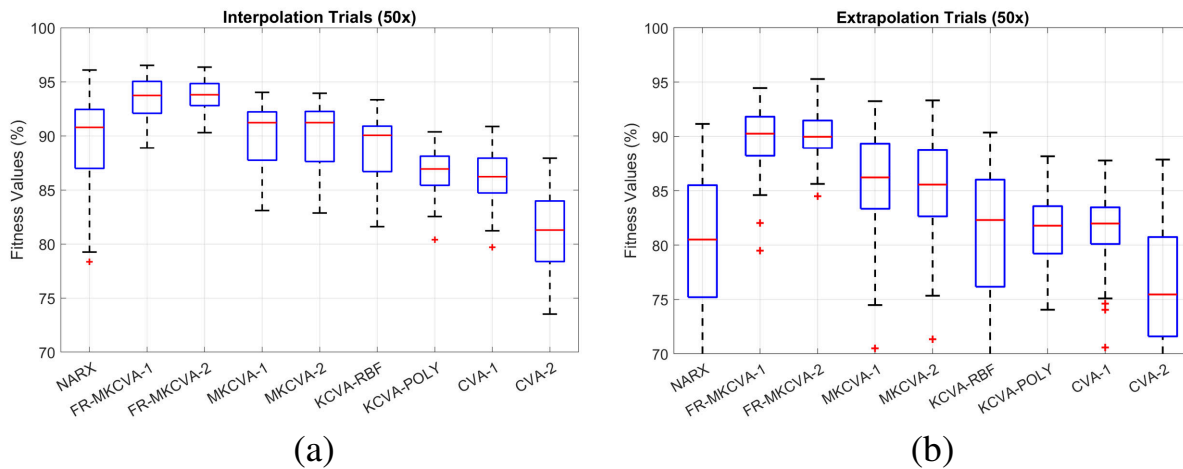 Interpolation Trials (50x)
Fitness Values (%)
100
95
90
85
80
75
70
NARX
FR-MKCVA-1
FR-MKCVA-2
MKCVA-1
MKCVA-2
KCVA-RBF
KCVA-POLY
CVA-1
CVA-2
(a)
Extrapolation Trials (50x)
Fitness Values (%)
100
95
90
85
80
75
70
NARX
FR-MKCVA-1
FR-MKCVA-2
MKCVA-1
MKCVA-2
KCVA-RBF
KCVA-POLY
CVA-1
CVA-2
(b)